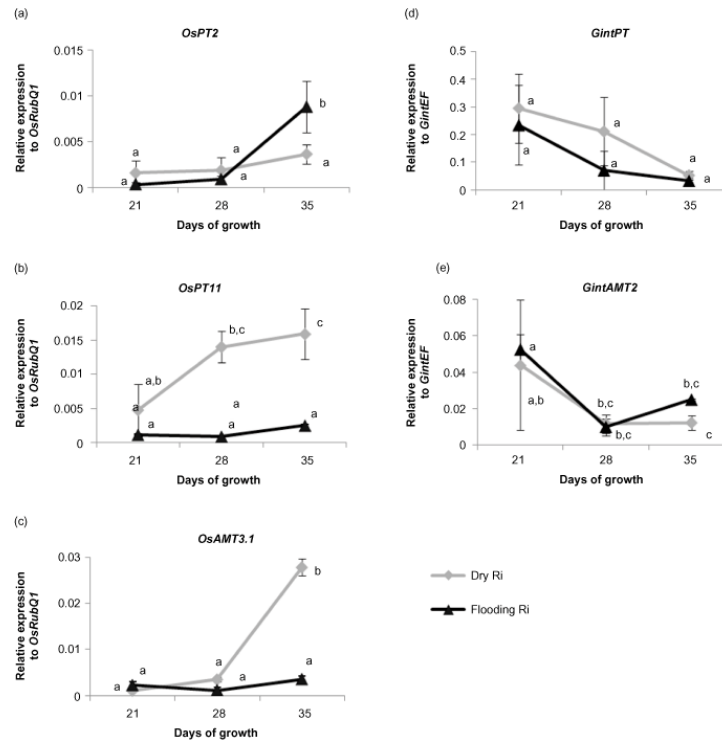 (a)
OsPT2
Relative expression
to OsRubQ1
0.015
0.01
0.005
0
a
a
a
a
b
a
21
28
35
Days of growth
(b)
OsPT11
Relative expression
to OsRubQ1
0.02
0.015
0.01
0.005
0
a,b
a
a
b,c
a
a
c
a
21
28
35
Days of growth
(c)
OsAMT3.1
Relative expression
to OsRubQ1
0.03
0.02
0.01
0
a
a
a
a
b
a
21
28
35
Days of growth
(d)
GintPT
Relative expression
to GintEF
0.5
0.4
0.3
0.2
0.1
0
a
a
a
a
a
a
21
28
35
Days of growth
(e)
GintAMT2
Relative expression
to GintEF
0.08
0.06
0.04
0.02
0
a
a,b
b,c
b,c
b,c
c
21
28
35
Days of growth
Dry Ri
Flooding Ri